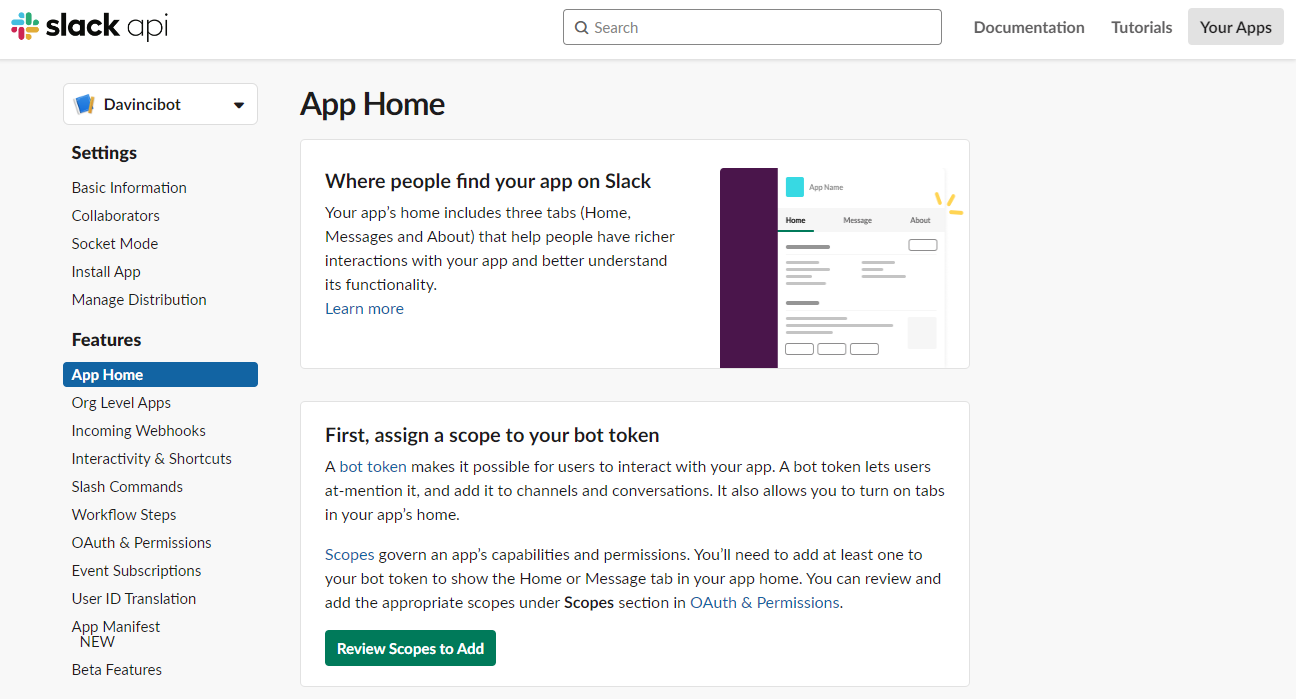 slack api
Search
Documentation
Tutorials
Your Apps
Davincibot
Settings
Basic Information
Collaborators
Socket Mode
Install App
Manage Distribution
Features
App Home
Org Level Apps
Incoming Webhooks
Interactivity & Shortcuts
Slash Commands
Workflow Steps
OAuth & Permissions
Event Subscriptions
User ID Translation
App Manifest
NEW
Beta Features
App Home
Where people find your app on Slack
Your app’s home includes three tabs (Home,
Messages and About) that help people have richer
interactions with your app and better understand
its functionality.
Learn more
App Name
Home
Message
About
First, assign a scope to your bot token
A bot token makes it possible for users to interact with your app. A bot token lets users
at-mention it, and add it to channels and conversations. It also allows you to turn on tabs
in your app’s home.
Scopes govern an app’s capabilities and permissions. You’ll need to add at least one to
your bot token to show the Home or Message tab in your app home. You can review and
add the appropriate scopes under Scopes section in OAuth & Permissions.
Review Scopes to Add